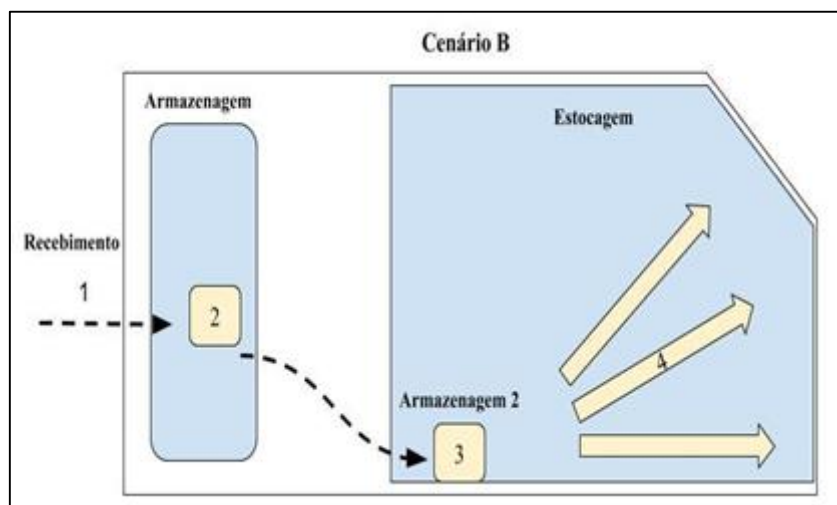 Cenário B
Armazenagem
Estocagem
Recebimento
1
2
4
Armazenagem 2
3